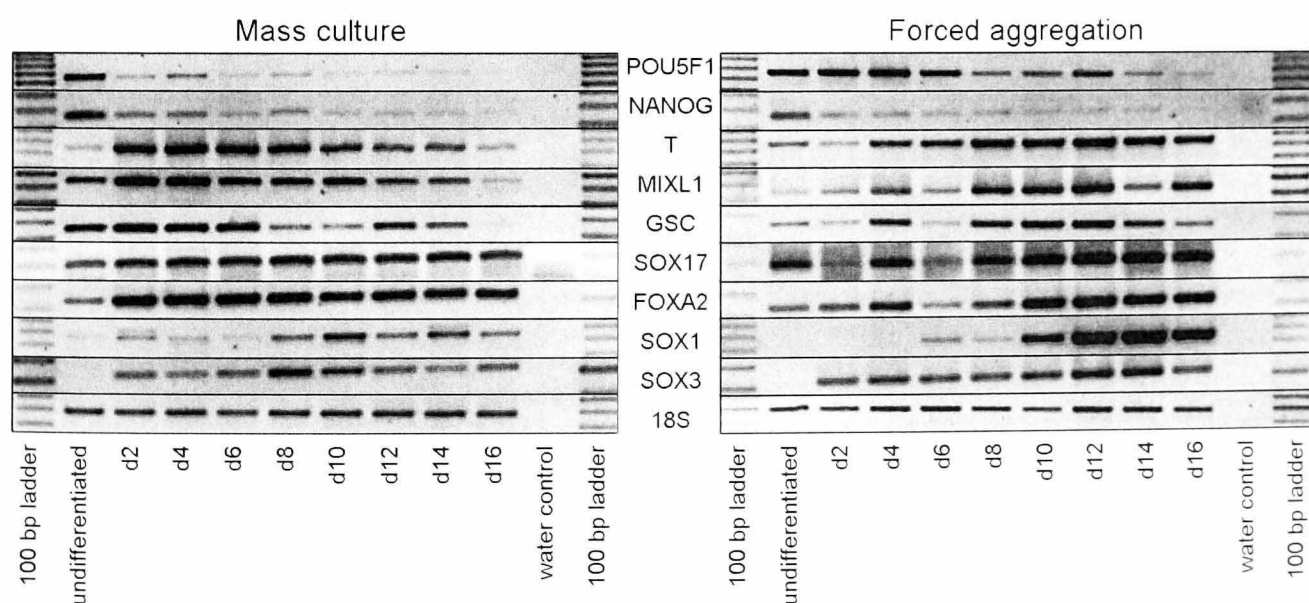 Mass culture
Forced aggregation
POU5F1
NANOG
T
MIXL1
GSC
SOX17
FOXA2
SOX1
SOX3
18S
100 bp ladder
undifferentiated
d2
d4
d6
d8
d10
d12
d14
d16
water control
100 bp ladder
100 bp ladder
undifferentiated
d2
d4
d6
d8
d10
d12
d14
d16
water control
100 bp ladder